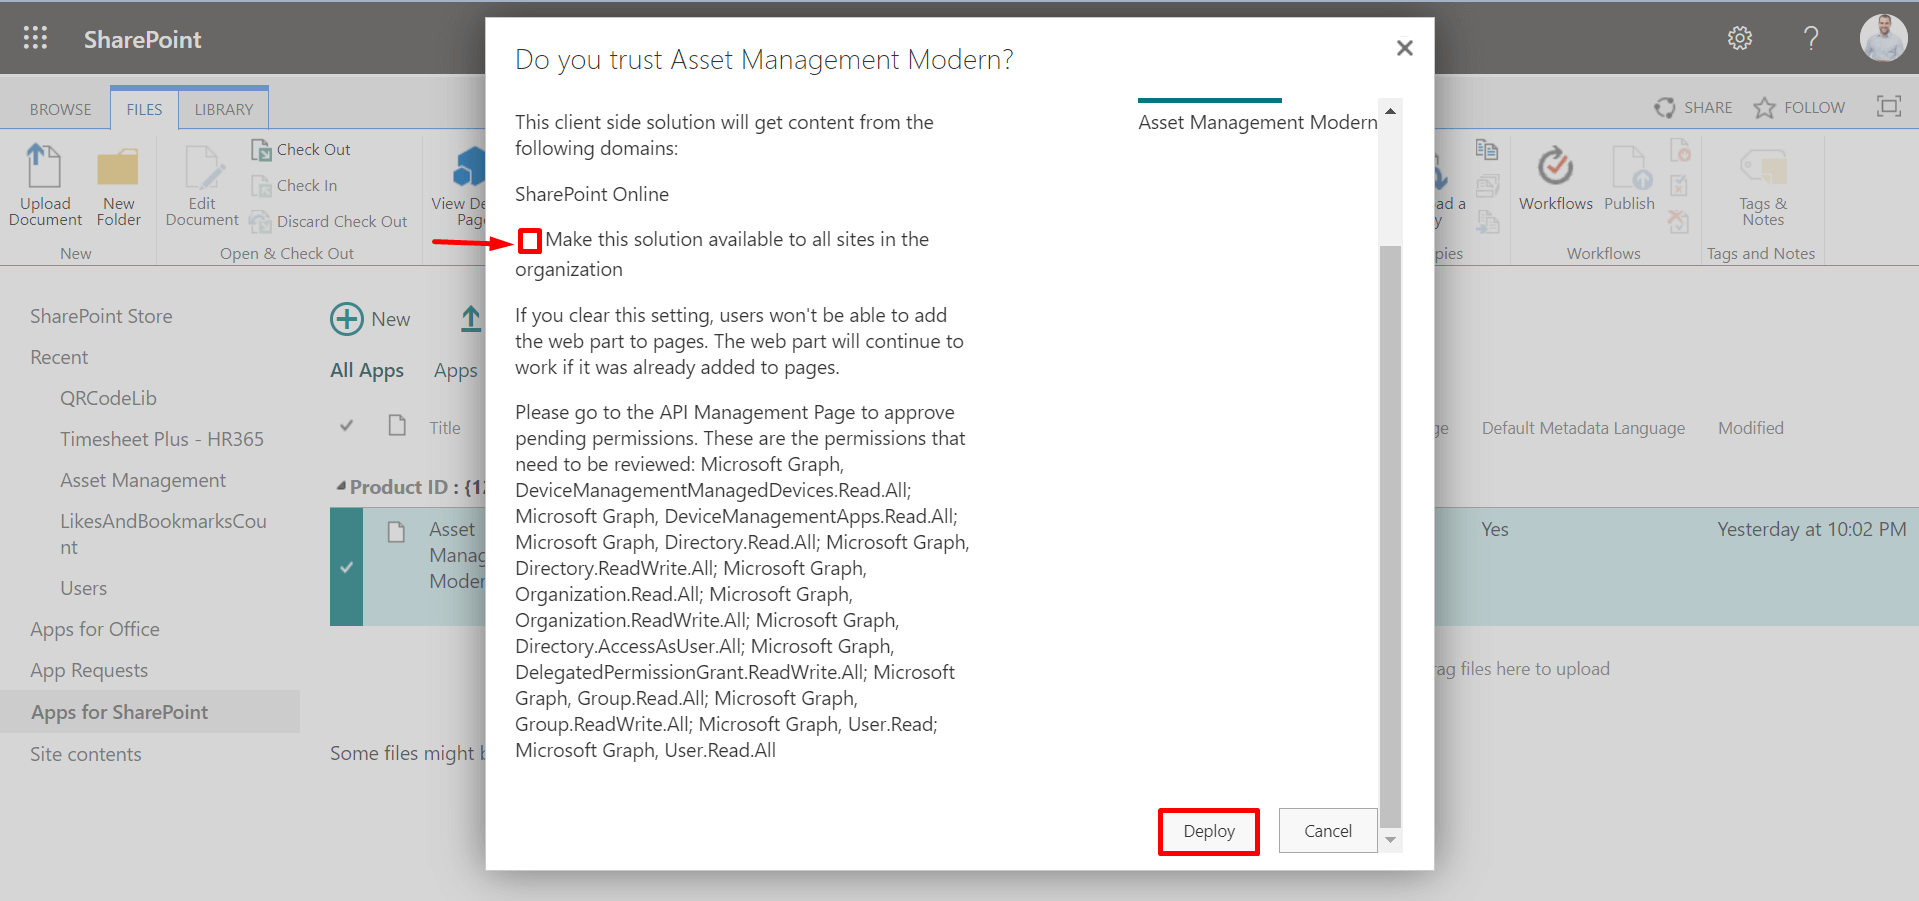 SharePoint
BROWSE
FILES
LIBRARY
SHARE
FOLLOW
Upload
Document
New
Folder
New
Edit
Document
Check Out
Check In
Discard Check Out
Open & Check Out
View De
Pag
ad a
y
pies
Workflows
Publish
Workflows
Tags &
Notes
Tags and Notes
SharePoint Store
Recent
QRCodeLib
Timesheet Plus - HR365
Asset Management
LikesAndBookmarksCou
nt
Users
Apps for Office
App Requests
Apps for SharePoint
Site contents
New
All Apps
Apps
Title
ge
Default Metadata Language
Modified
Product ID : {12
Asset
Manag
Moder
Yes
Yesterday at 10:02 PM
rag files here to upload
Some files might b
Do you trust Asset Management Modern?
This client side solution will get content from the
following domains:
SharePoint Online
Make this solution available to all sites in the
organization
If you clear this setting, users won't be able to add
the web part to pages. The web part will continue to
work if it was already added to pages.
Please go to the API Management Page to approve
pending permissions. These are the permissions that
need to be reviewed: Microsoft Graph,
DeviceManagementManagedDevices.Read.All;
Microsoft Graph, DeviceManagementApps.Read.All;
Microsoft Graph, Directory.Read.All; Microsoft Graph,
Directory.ReadWrite.All; Microsoft Graph,
Organization.Read.All; Microsoft Graph,
Organization.ReadWrite.All; Microsoft Graph,
Directory.AccessAsUser.All; Microsoft Graph,
DelegatedPermissionGrant.ReadWrite.All; Microsoft
Graph, Group.Read.All; Microsoft Graph,
Group.ReadWrite.All; Microsoft Graph, User.Read;
Microsoft Graph, User.Read.All
Asset Management Modern
Deploy
Cancel